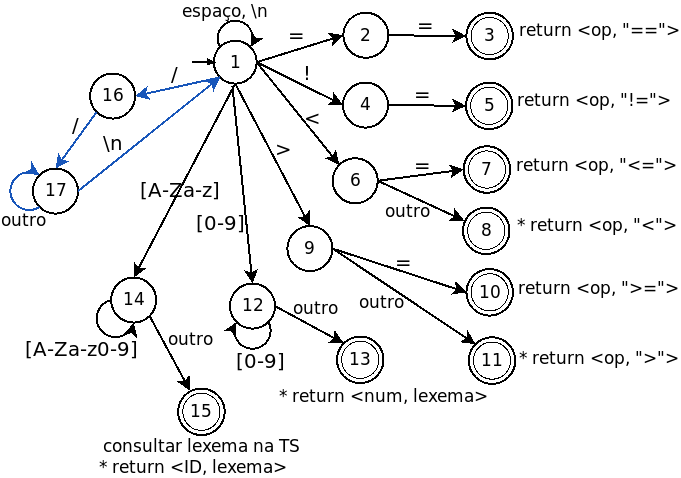 espaço, \n
1
=
2
=
3
return <op, "==">
!
4
=
5
return <op, "!=">
<
6
=
7
return <op, "<=">
outro
8
* return <op, "<">
>
9
=
10
return <op, ">=">
outro
11
* return <op, ">">
/
16
/
\n
17
outro
[A-Za-z]
14
[A-Za-z0-9]
outro
15
consultar lexema na TS
* return <ID, lexema>
[0-9]
12
[0-9]
outro
13
* return <num, lexema>